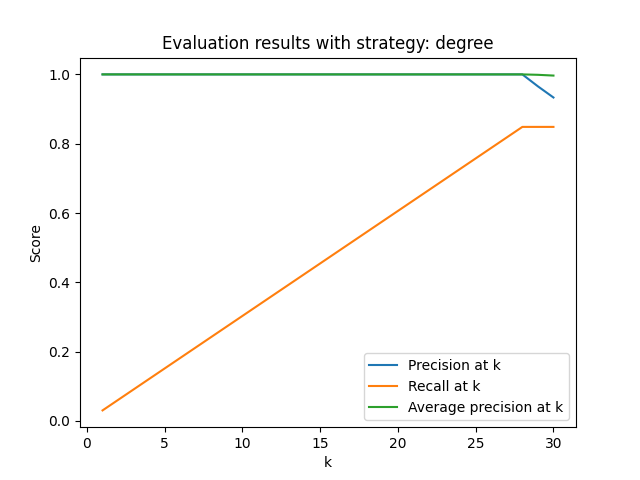 Evaluation results with strategy: degree
1.0
0.8
0.6
0.4
0.2
0.0
Score
0 5 10 15 20 25 30
k
Precision at k
Recall at k
Average precision at k